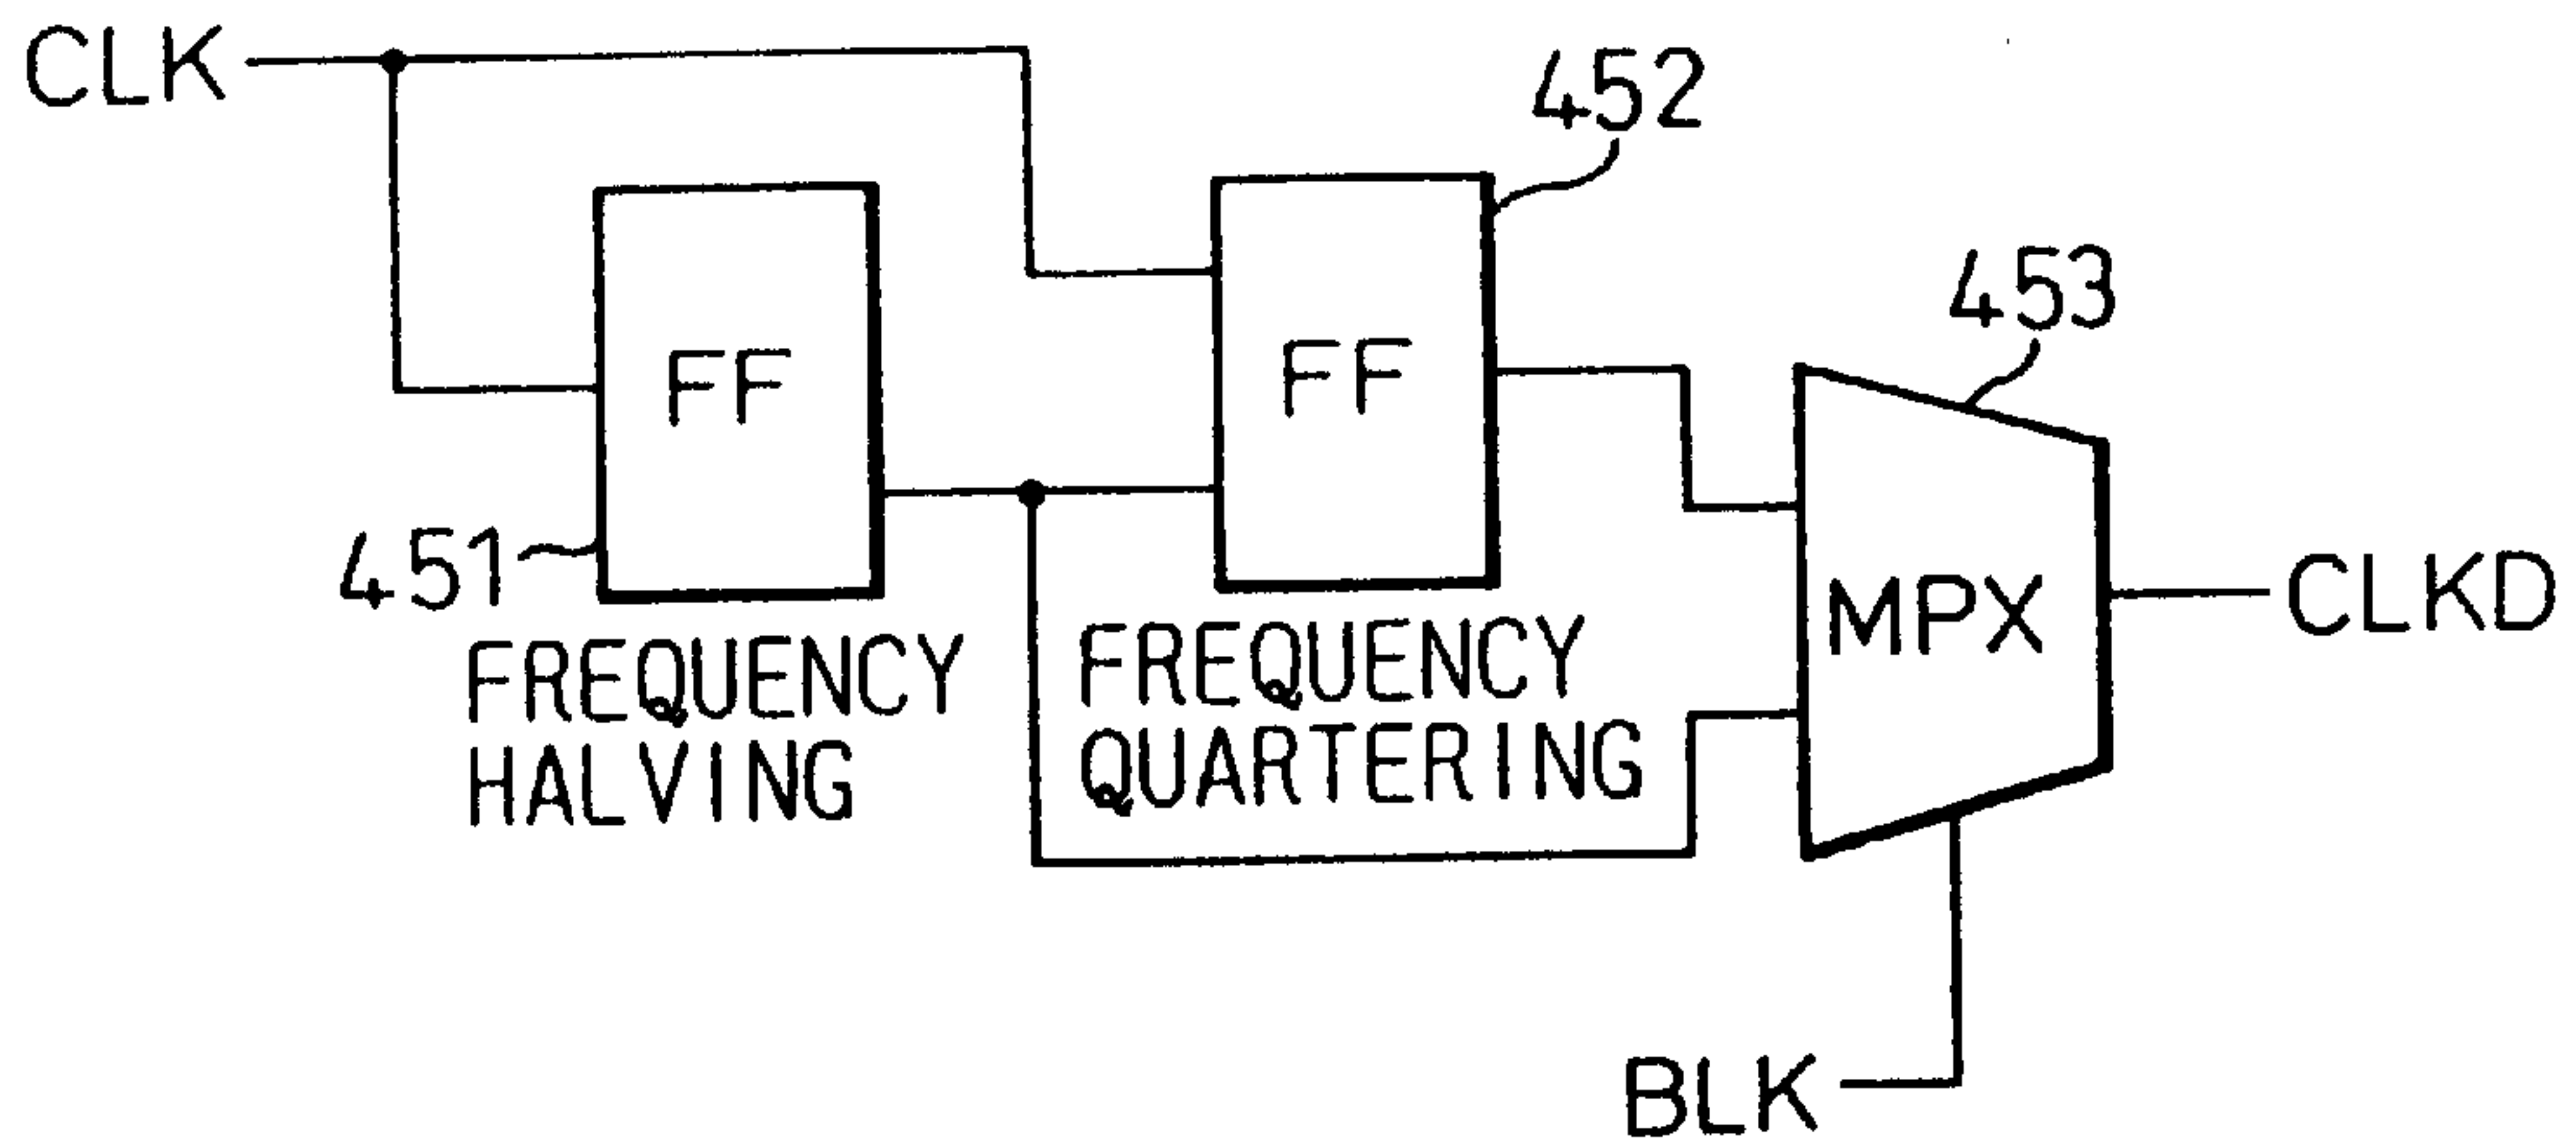 CLK
452
453
FF
FF
451
MPX
CLKD
FREQUENCY
HALVING
FREQUENCY
QUARTERING
BLK